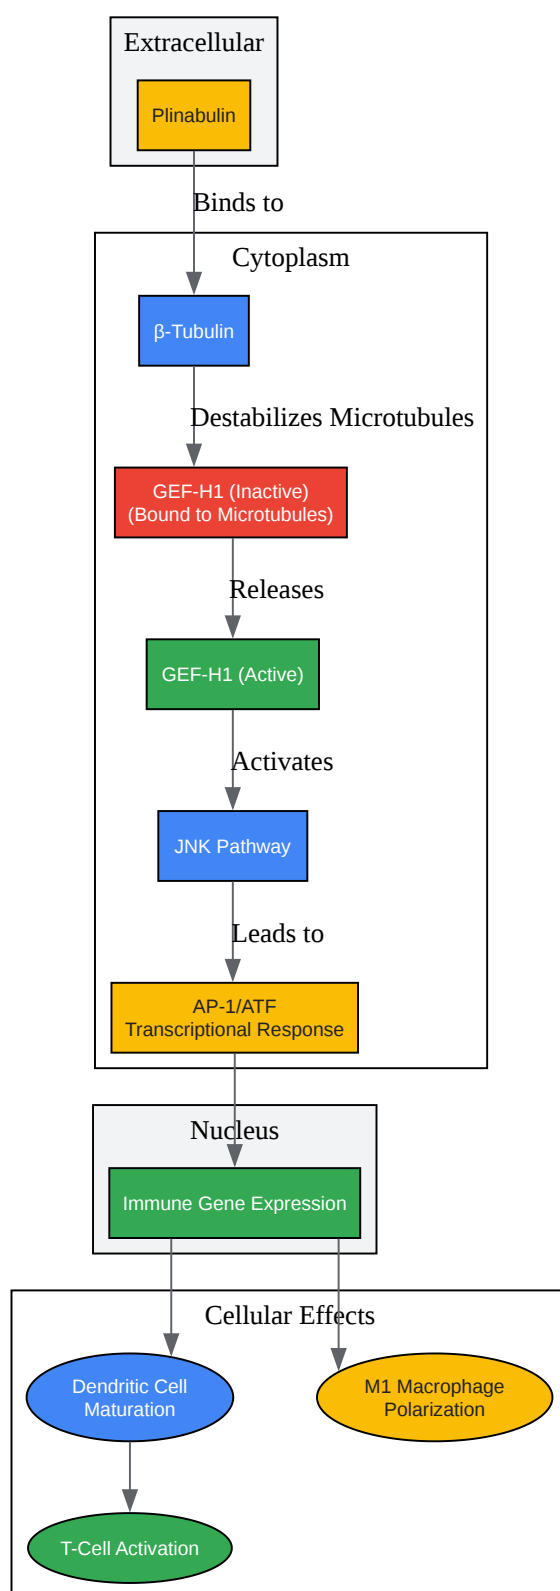 Extracellular
Plinabulin
Binds to
Cytoplasm
β-Tubulin
Destabilizes Microtubules
GEF-H1 (Inactive)
(Bound to Microtubules)
Releases
GEF-H1 (Active)
Activates
JNK Pathway
Leads to
AP-1/ATF
Transcriptional Response
Nucleus
Immune Gene Expression
Cellular Effects
Dendritic Cell
Maturation
M1 Macrophage
Polarization
T-Cell Activation